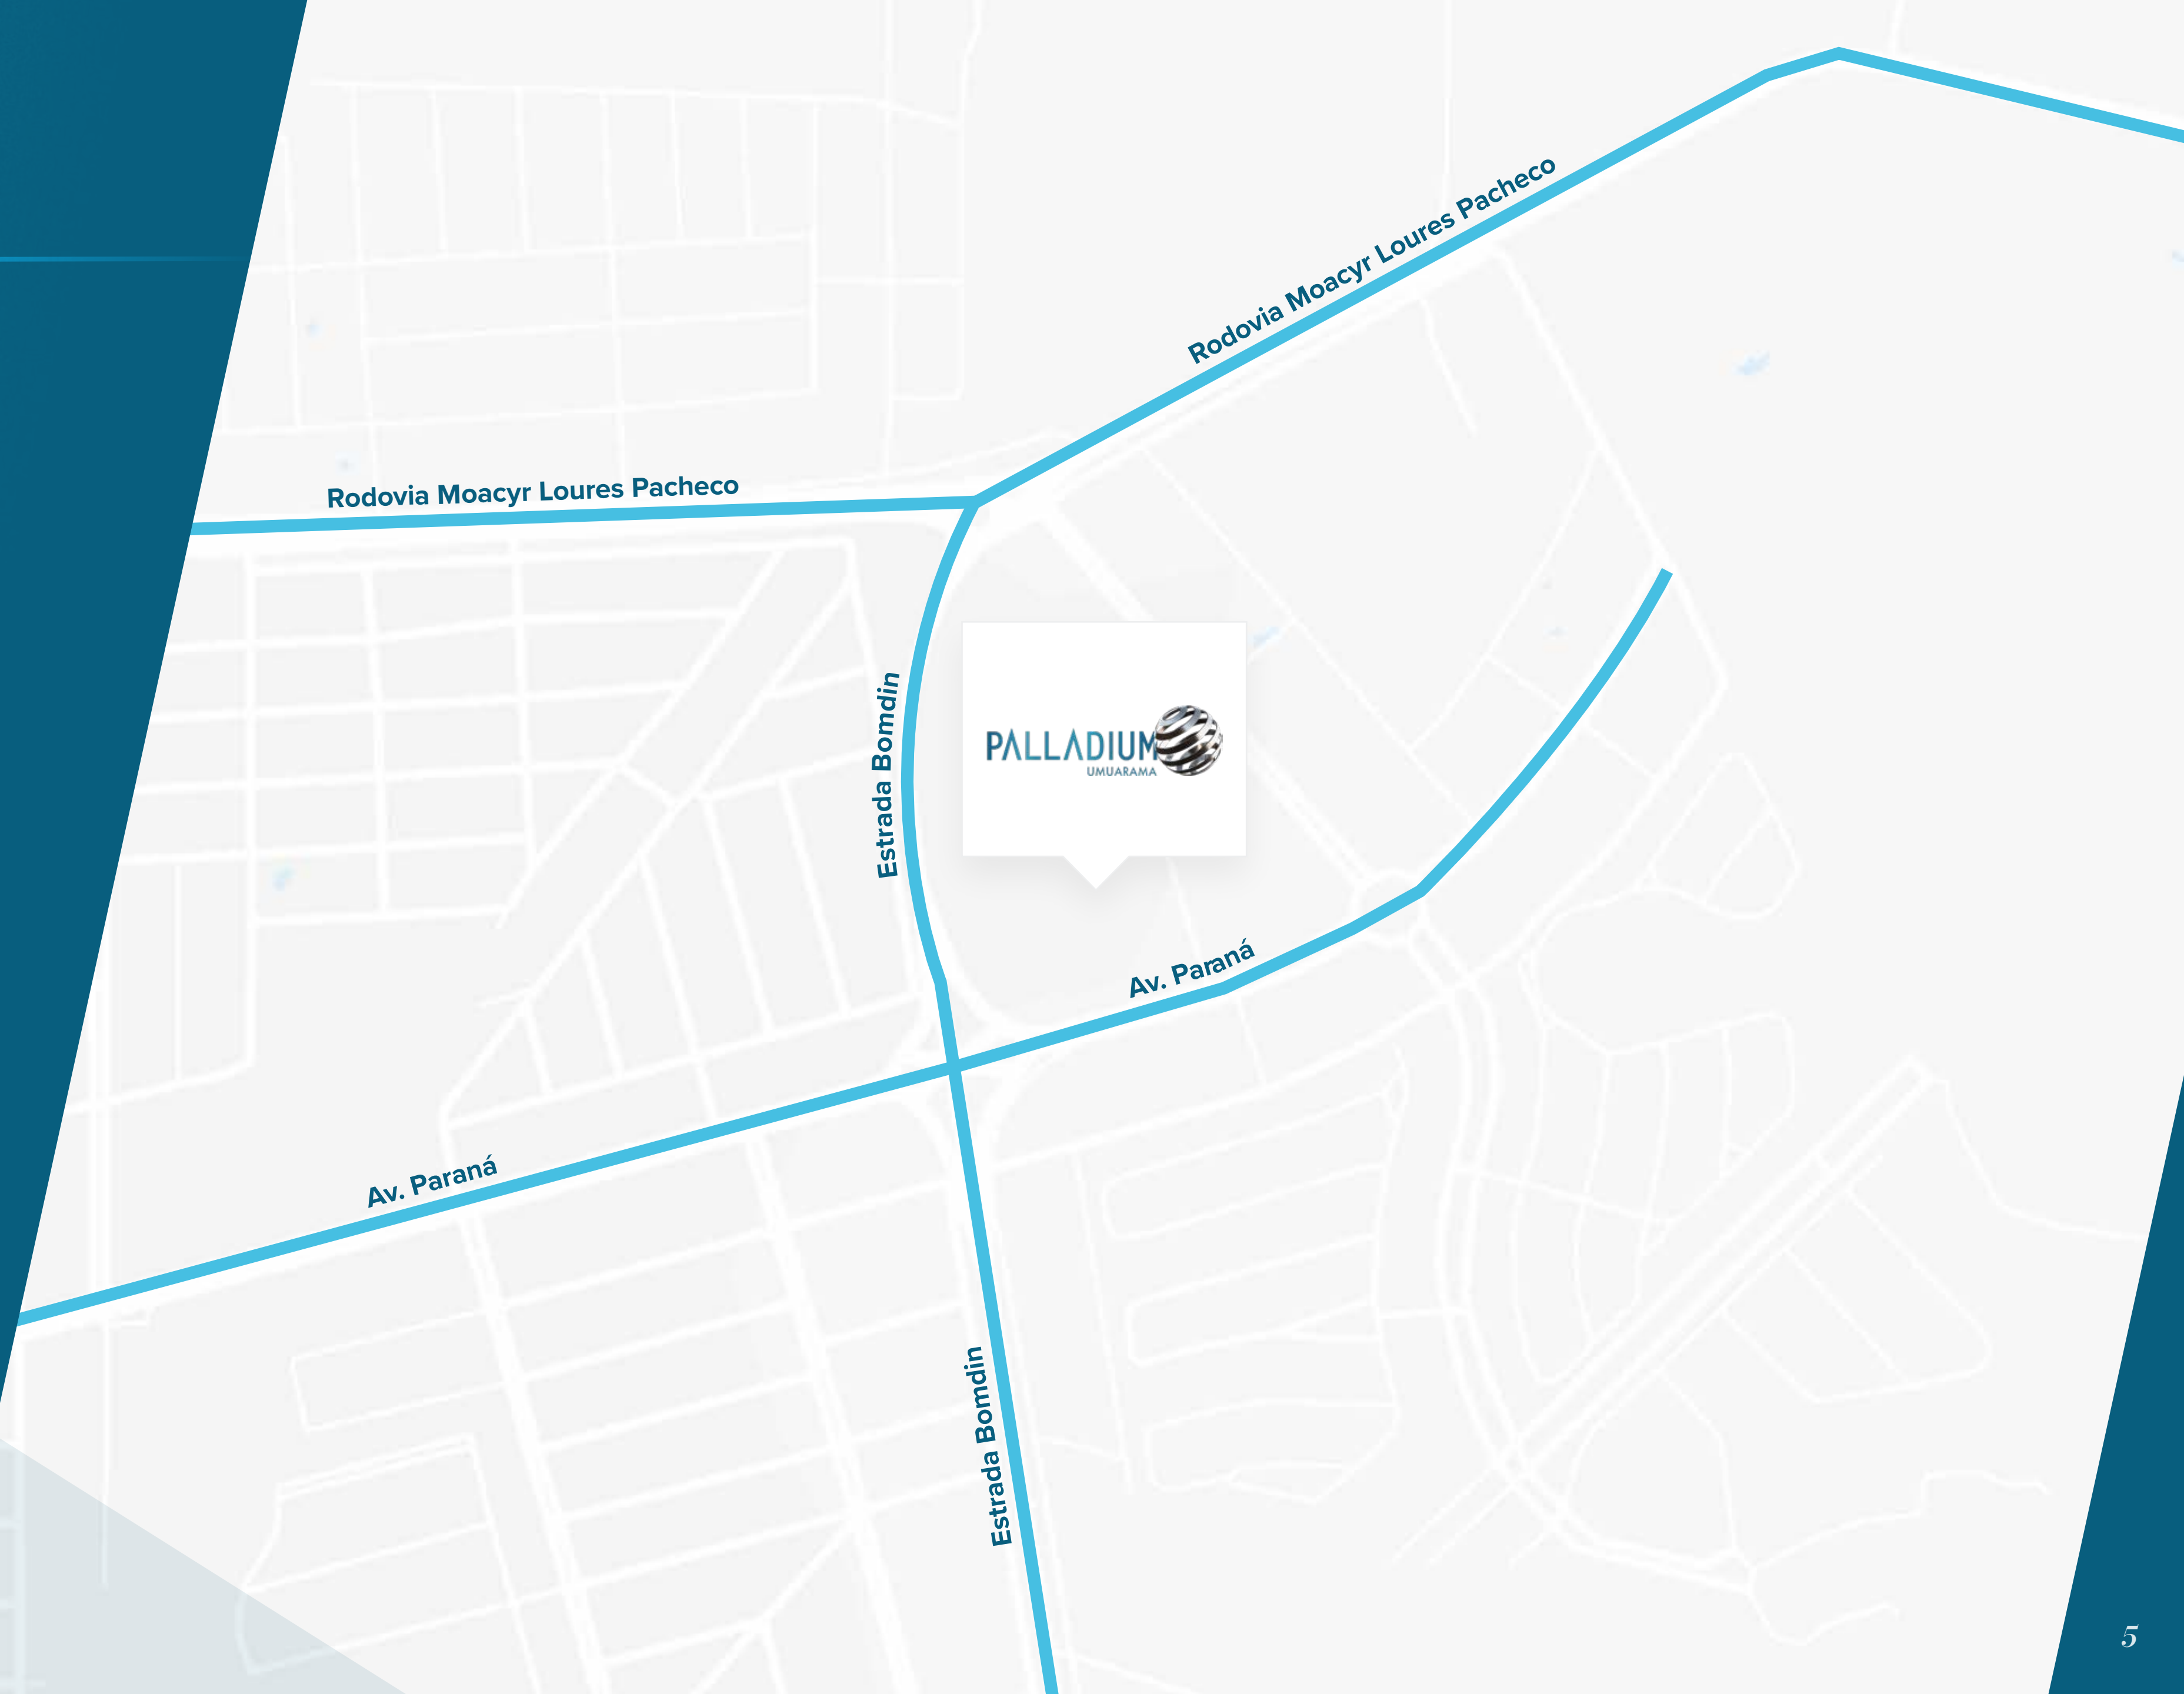 Rodovia Moacyr Loures Pacheco
Rodovia Moacyr Loures Pacheco
Estrada Bomdin
PALLADIUM
UMUARAMA
Av. Paraná
Av. Paraná
Estrada Bomdin
5